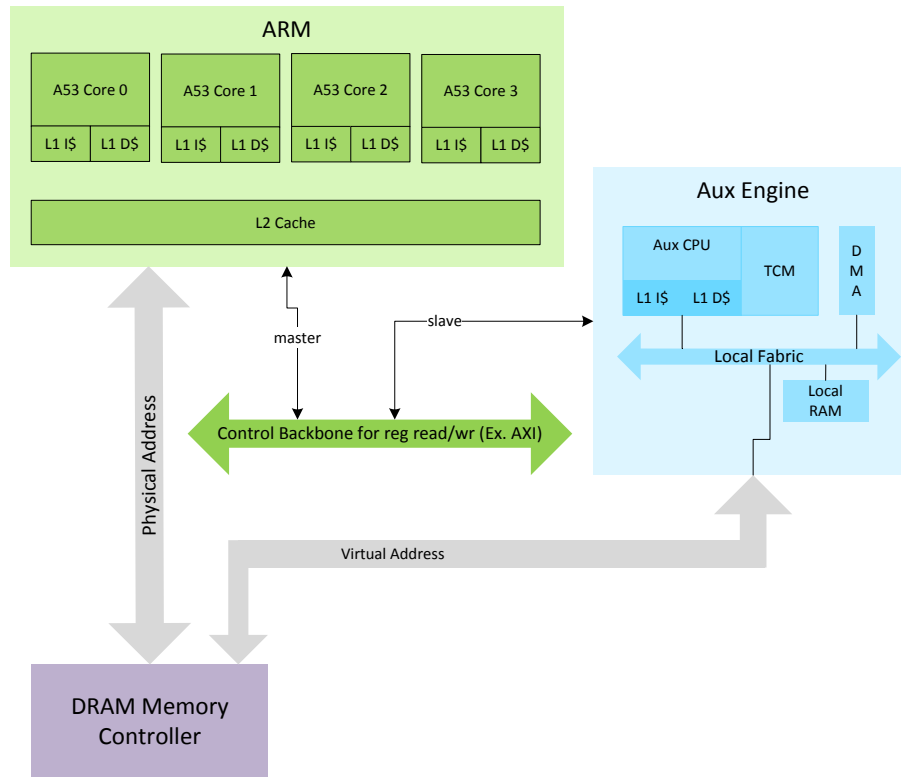 ARM
A53 Core 0
A53 Core 1
A53 Core 2
A53 Core 3
L1 I$
L1 D$
L1 I$
L1 D$
L1 I$
L1 D$
L1 I$
L1 D$
L2 Cache
Aux Engine
Aux CPU
L1 I$
L1 D$
TCM
D
M
A
Local Fabric
Local
RAM
master
slave
Control Backbone for reg read/wr (Ex. AXI)
Physical Address
Virtual Address
DRAM Memory
Controller